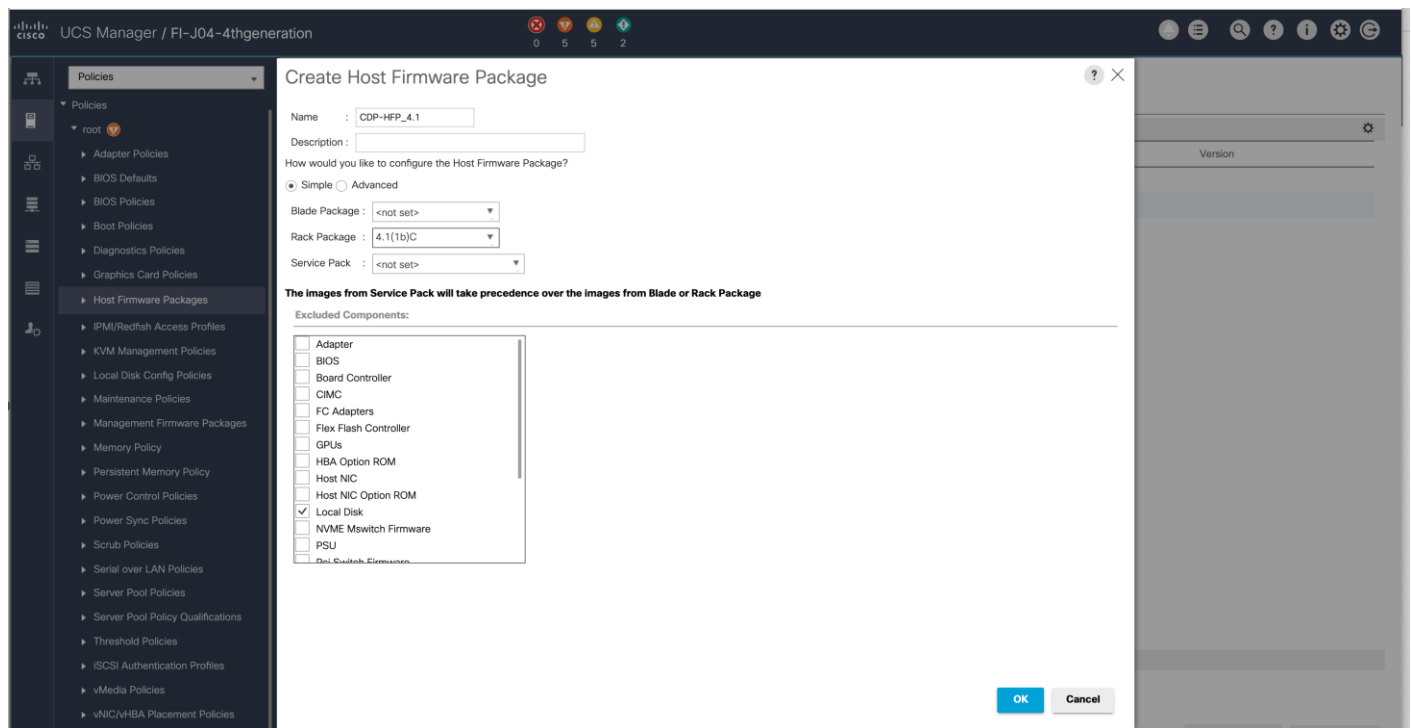 cisco UCS Manager / FI-J04-4thgeneration
0 5 5 2
Policies
Policies
root
Adapter Policies
BIOS Defaults
BIOS Policies
Boot Policies
Diagnostics Policies
Graphics Card Policies
Host Firmware Packages
IPMI/Redfish Access Profiles
KVM Management Policies
Local Disk Config Policies
Maintenance Policies
Management Firmware Packages
Memory Policy
Persistent Memory Policy
Power Control Policies
Power Sync Policies
Scrub Policies
Serial over LAN Policies
Server Pool Policies
Server Pool Policy Qualifications
Threshold Policies
iSCSI Authentication Profiles
vMedia Policies
vNIC/vHBA Placement Policies
Create Host Firmware Package
Name : CDP-HFP_4.1
Description :
How would you like to configure the Host Firmware Package?
Simple Advanced
Blade Package : <not set>
Rack Package : 4.1(1b)C
Service Pack : <not set>
The images from Service Pack will take precedence over the images from Blade or Rack Package
Excluded Components:
Adapter
BIOS
Board Controller
CIMC
FC Adapters
Flex Flash Controller
GPUs
HBA Option ROM
Host NIC
Host NIC Option ROM
Local Disk
NVME Mswitch Firmware
PSU
Pci Switch Firmware
OK Cancel
Version